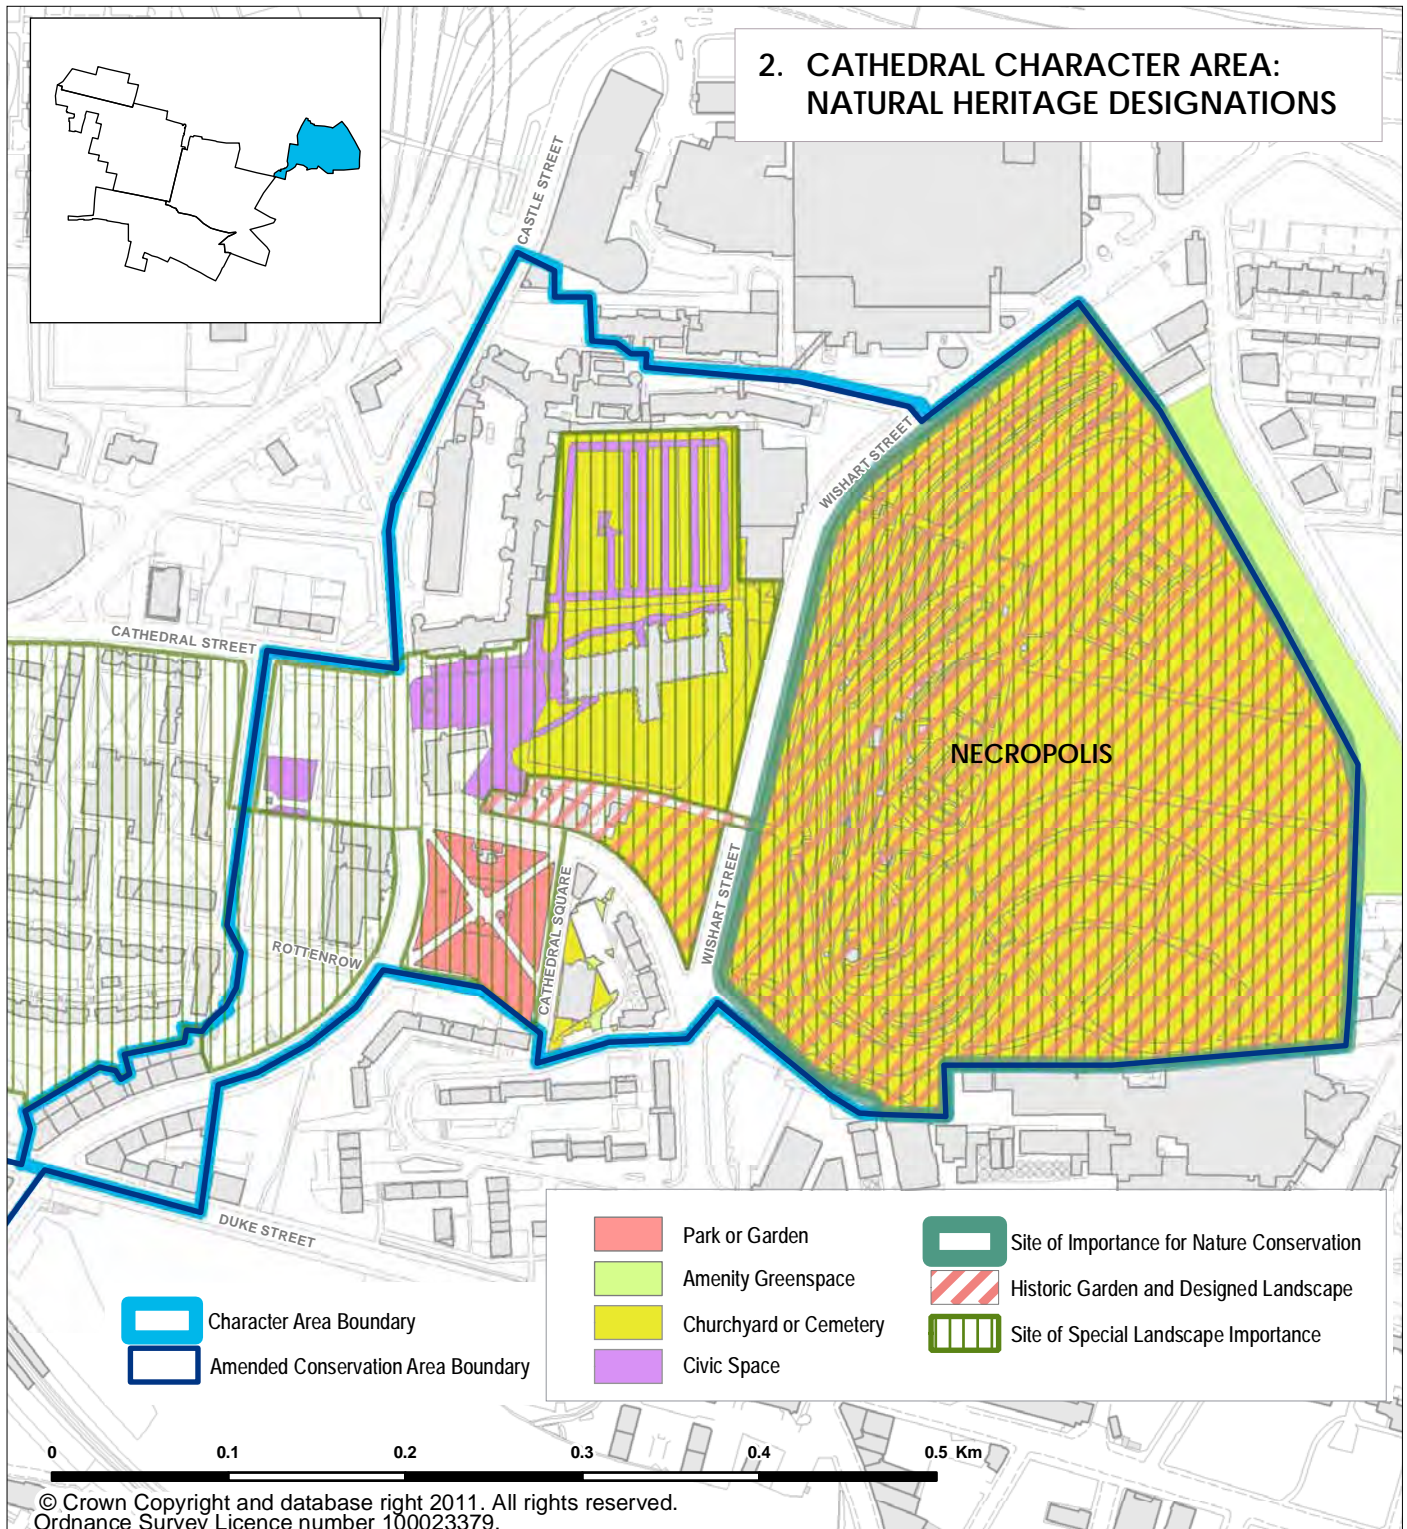 2. CATHEDRAL CHARACTER AREA:
NATURAL HERITAGE DESIGNATIONS
CASTLE STREET
WISHART STREET
CATHEDRAL STREET
NECROPOLIS
WISHART STREET
CATHEDRAL SQUARE
ROTTENROW
DUKE STREET
Park or Garden
Amenity Greenspace
Churchyard or Cemetery
Civic Space
Site of Importance for Nature Conservation
Historic Garden and Designed Landscape
Site of Special Landscape Importance
Character Area Boundary
Amended Conservation Area Boundary
0 0.1 0.2 0.3 0.4 0.5 Km
© Crown Copyright and database right 2011. All rights reserved.
Ordnance Survey Licence number 100023379.